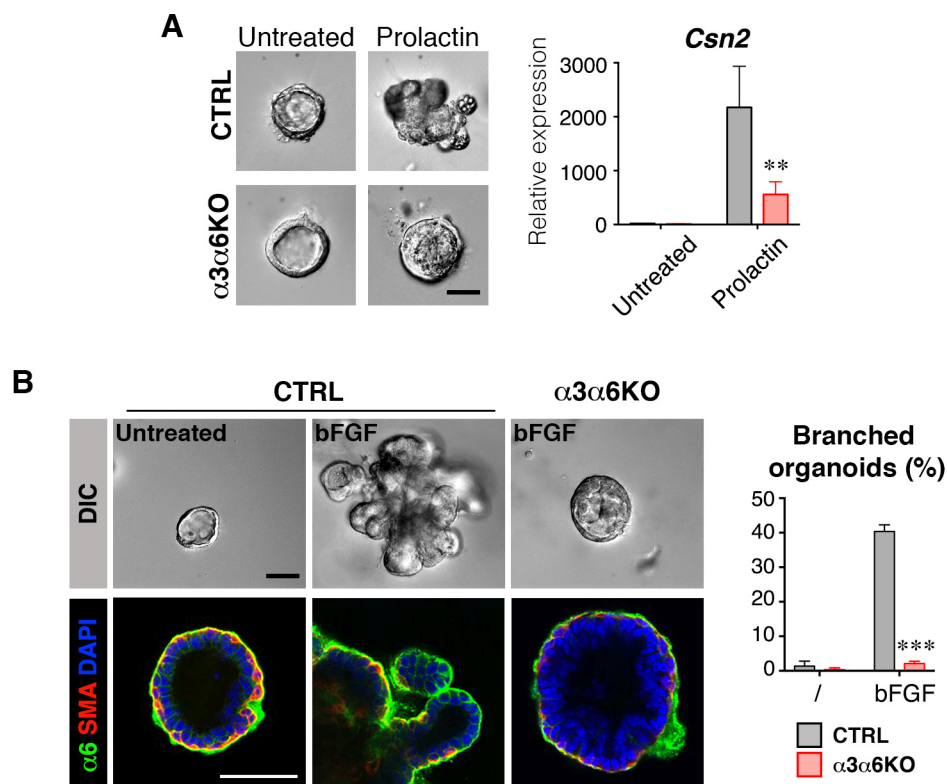 A
Untreated Prolactin
CTRL
α3α6KO
Csn2
Relative expression
3000
2000
1000
0
**
Untreated
Prolactin
B
CTRL
α3α6KO
DIC
Untreated
bFGF
bFGF
α6 SMA DAPI
Branched
organoids (%)
50
40
30
20
10
0
***
/
bFGF
CTRL
α3α6KO